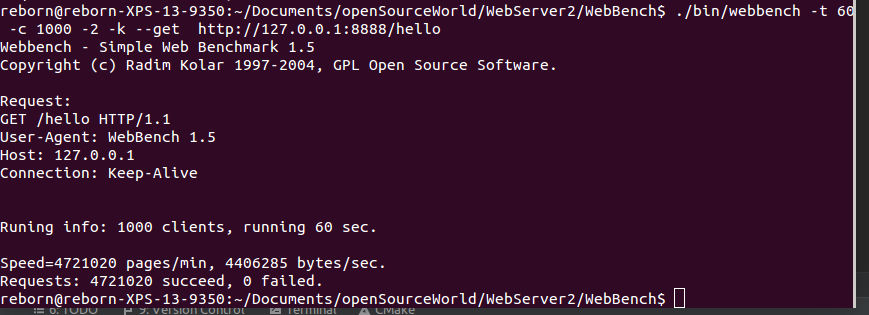 reborn@reborn-XPS-13-9350:~/Documents/openSourceWorld/WebServer2/WebBench$ ./bin/webbench -t 60
 -c 1000 -2 -k --get  http://127.0.0.1:8888/hello
Webbench - Simple Web Benchmark 1.5
Copyright (c) Radim Kolar 1997-2004, GPL Open Source Software.

Request:
GET /hello HTTP/1.1
User-Agent: WebBench 1.5
Host: 127.0.0.1
Connection: Keep-Alive


Runing info: 1000 clients, running 60 sec.

Speed=4721020 pages/min, 4406285 bytes/sec.
Requests: 4721020 succeed, 0 failed.
reborn@reborn-XPS-13-9350:~/Documents/openSourceWorld/WebServer2/WebBench$
6: TODO 9: Version Control Terminal CMake